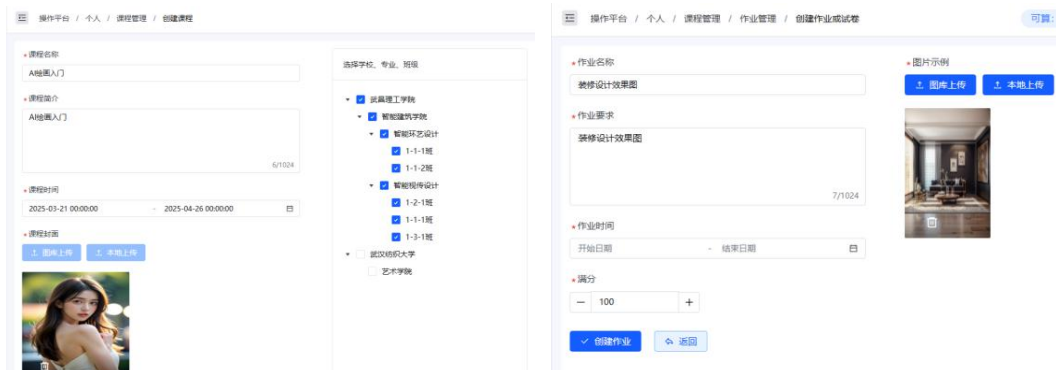 操作平台 / 个人 / 课程管理 / 创建课程
* 课程名称
AI绘画入门
* 课程简介
AI绘画入门
6/1024
* 课程时间
2025-03-21 00:00:00 - 2025-04-26 00:00:00
* 课程封面
图库上传 本地上传
选择学校、专业、班级
武昌理工学院
智能建筑学院
智能环艺设计
1-1-1班
1-1-2班
智能视传设计
1-2-1班
1-1-1班
1-3-1班
武汉纺织大学
艺术学院
操作平台 / 个人 / 课程管理 / 作业管理 / 创建作业或试卷
可算:
* 作业名称
装修设计效果图
* 作业要求
装修设计效果图
7/1024
* 作业时间
开始日期 - 结束日期
* 满分
100
创建作业 返回
* 图片示例
图库上传 本地上传